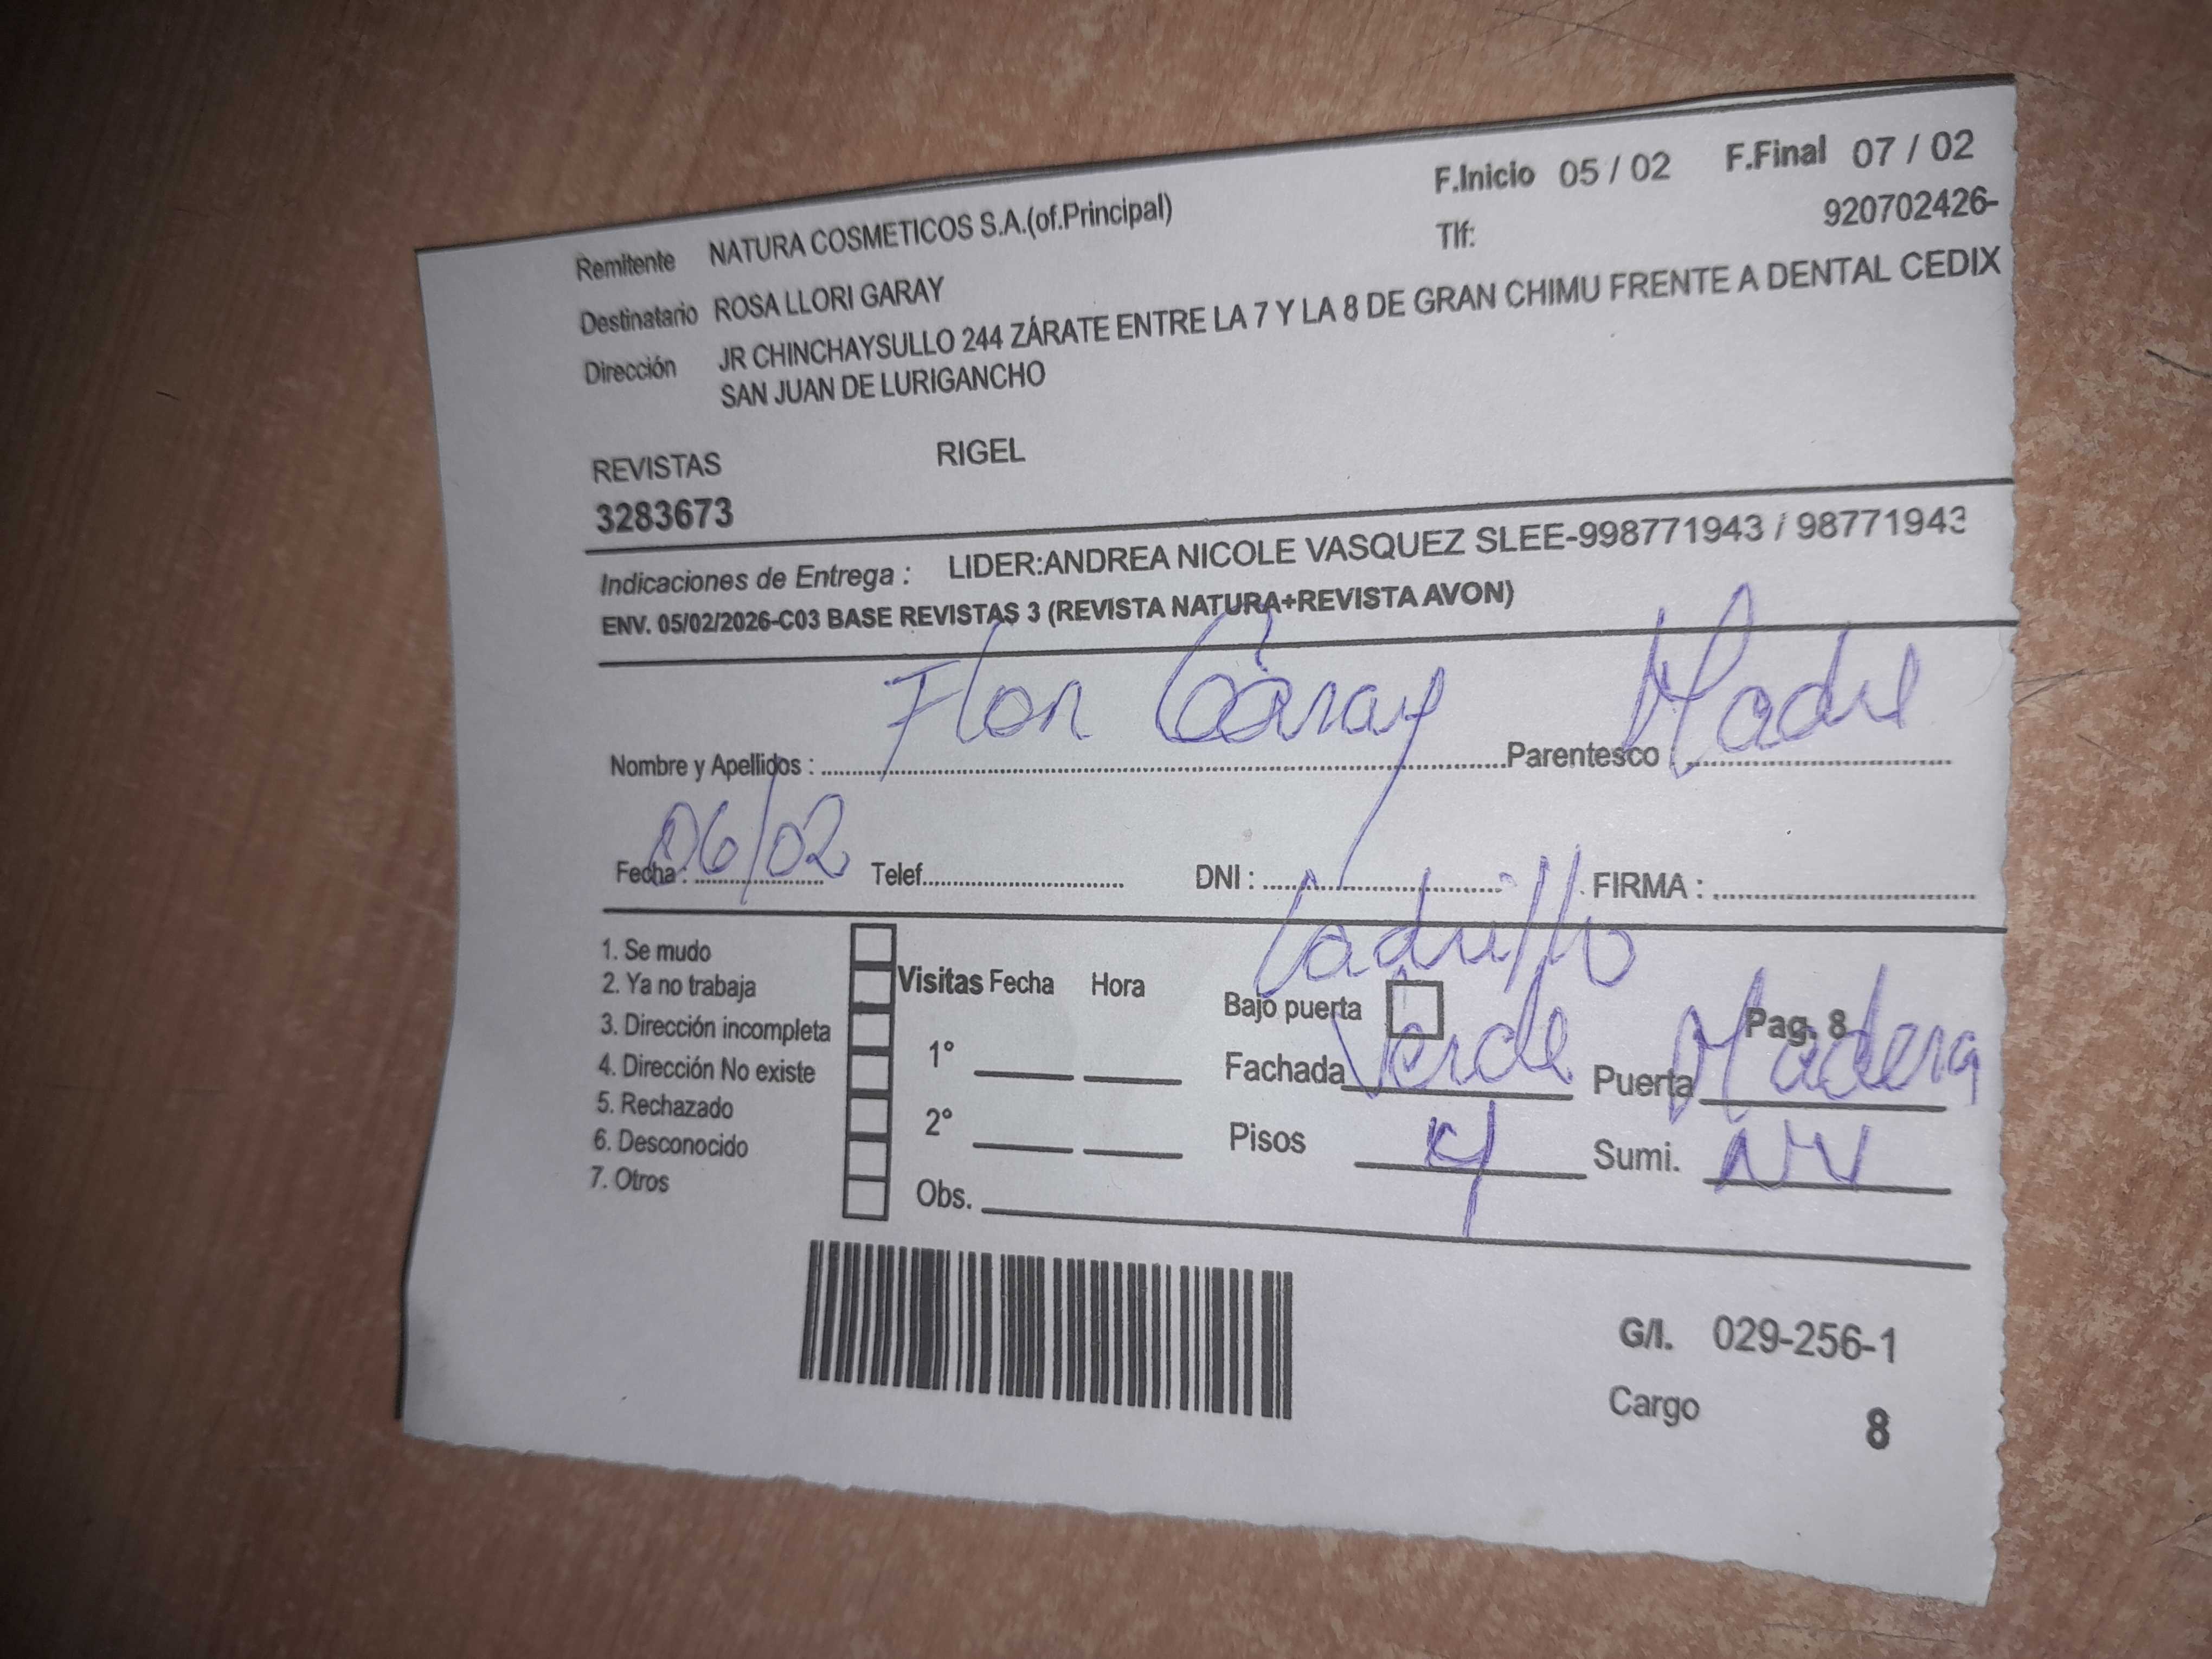 F.Inicio 05 / 02 F.Final 07 / 02
Remitente NATURA COSMETICOS S.A.(of.Principal) Tlf: 920702426-
Destinatario ROSA LLORI GARAY
Dirección JR CHINCHAYSULLO 244 ZÁRATE ENTRE LA 7 Y LA 8 DE GRAN CHIMU FRENTE A DENTAL CEDIX
SAN JUAN DE LURIGANCHO
REVISTAS RIGEL
3283673
Indicaciones de Entrega : LIDER:ANDREA NICOLE VASQUEZ SLEE-998771943 / 98771943
ENV. 05/02/2026-C03 BASE REVISTAS 3 (REVISTA NATURA+REVISTA AVON)
Nombre y Apellidos : Flor Garay Parentesco : Madre
Fecha : 06/02 Telef. DNI : FIRMA :
1. Se mudo
2. Ya no trabaja
3. Dirección incompleta
4. Dirección No existe
5. Rechazado
6. Desconocido
7. Otros
Visitas Fecha Hora
1°
2°
Obs.
Ladrillo
Bajo puerta Pag. 8
Fachada Verde Puerta Madera
Pisos 4 Sumi. NV
G/I. 029-256-1
Cargo 8